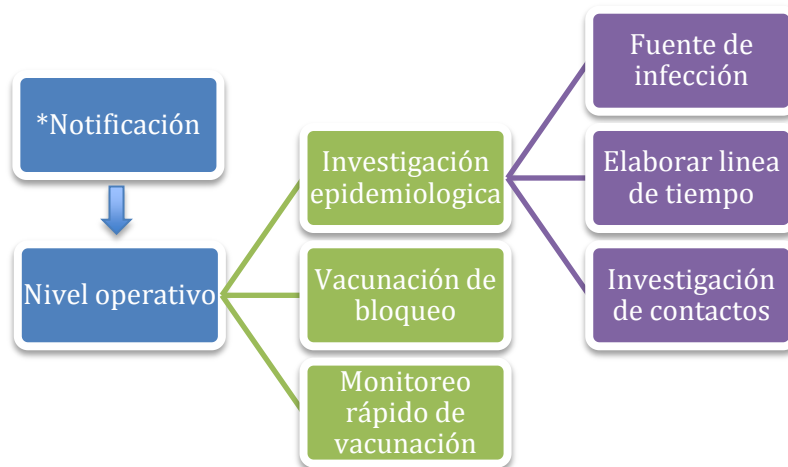 *Notificación
Nivel operativo
Investigación
epidemiologica
Vacunación de
bloqueo
Monitoreo
rápido de
vacunación
Fuente de
infección
Elaborar linea
de tiempo
Investigación
de contactos